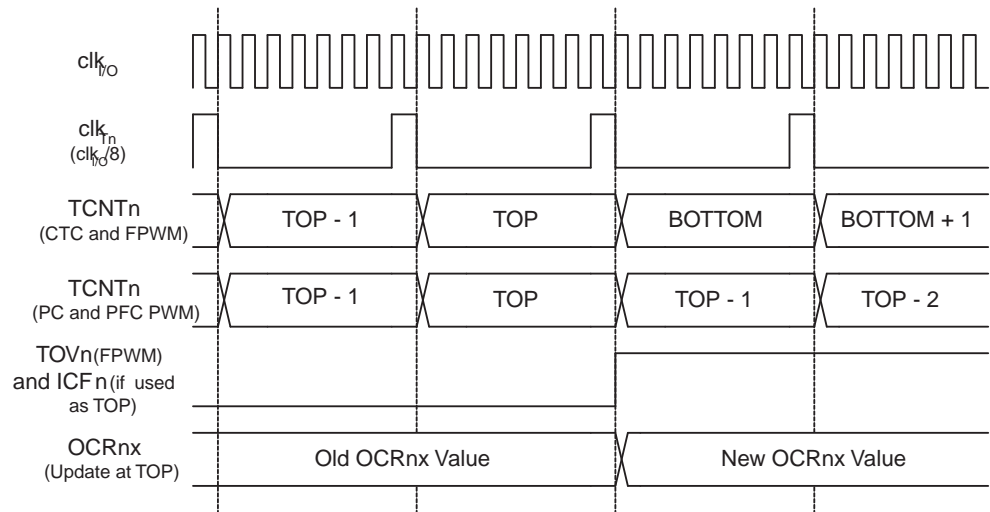 clkI/O
clkTn
(clkI/O/8)
TCNTn
(CTC and FPWM)
TOP - 1
TOP
BOTTOM
BOTTOM + 1
TCNTn
(PC and PFC PWM)
TOP - 1
TOP
TOP - 1
TOP - 2
TOVn(FPWM)
and ICFn(if used
as TOP)
OCRnx
(Update at TOP)
Old OCRnx Value
New OCRnx Value